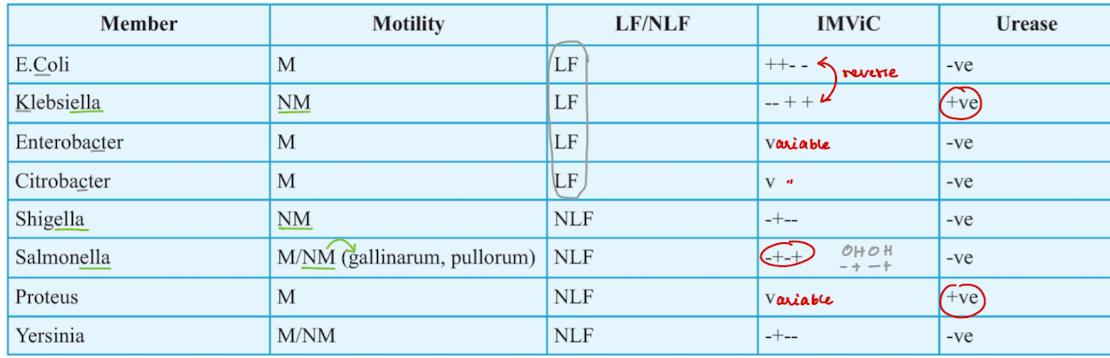 Member Motility LF/NLF IMViC Urease
E.Coli M LF ++- - -ve
reverse
Klebsiella NM LF -- + + +ve
Enterobacter M LF variable -ve
Citrobacter M LF v " -ve
Shigella NM NLF -+-- -ve
Salmonella M/NM (gallinarum, pullorum) NLF -+-+ OHOH -ve
- + - +
Proteus M NLF variable +ve
Yersinia M/NM NLF -+-- -ve